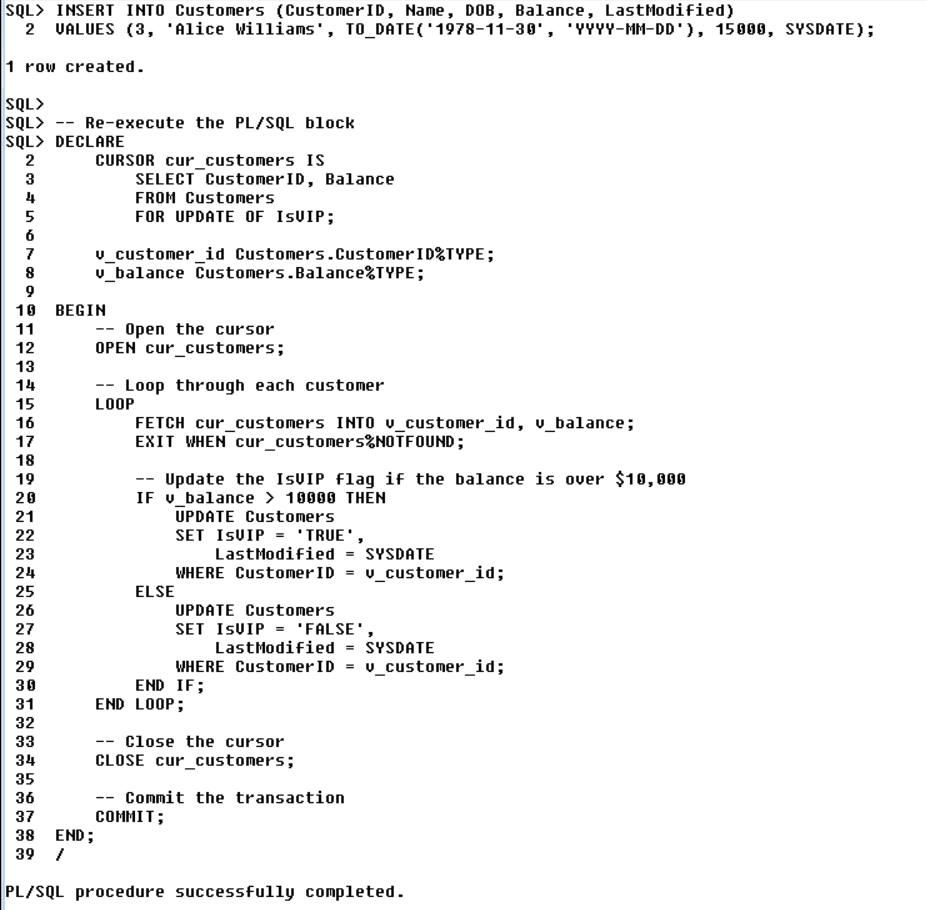 SQL> INSERT INTO Customers (CustomerID, Name, DOB, Balance, LastModified)
  2  VALUES (3, 'Alice Williams', TO_DATE('1978-11-30', 'YYYY-MM-DD'), 15000, SYSDATE);

1 row created.

SQL>
SQL> -- Re-execute the PL/SQL block
SQL> DECLARE
  2      CURSOR cur_customers IS
  3          SELECT CustomerID, Balance
  4          FROM Customers
  5          FOR UPDATE OF IsVIP;
  6
  7      v_customer_id Customers.CustomerID%TYPE;
  8      v_balance Customers.Balance%TYPE;
  9
 10  BEGIN
 11      -- Open the cursor
 12      OPEN cur_customers;
 13
 14      -- Loop through each customer
 15      LOOP
 16          FETCH cur_customers INTO v_customer_id, v_balance;
 17          EXIT WHEN cur_customers%NOTFOUND;
 18
 19          -- Update the IsVIP flag if the balance is over $10,000
 20          IF v_balance > 10000 THEN
 21              UPDATE Customers
 22              SET IsVIP = 'TRUE',
 23                  LastModified = SYSDATE
 24              WHERE CustomerID = v_customer_id;
 25          ELSE
 26              UPDATE Customers
 27              SET IsVIP = 'FALSE',
 28                  LastModified = SYSDATE
 29              WHERE CustomerID = v_customer_id;
 30          END IF;
 31      END LOOP;
 32
 33      -- Close the cursor
 34      CLOSE cur_customers;
 35
 36      -- Commit the transaction
 37      COMMIT;
 38  END;
 39  /

PL/SQL procedure successfully completed.